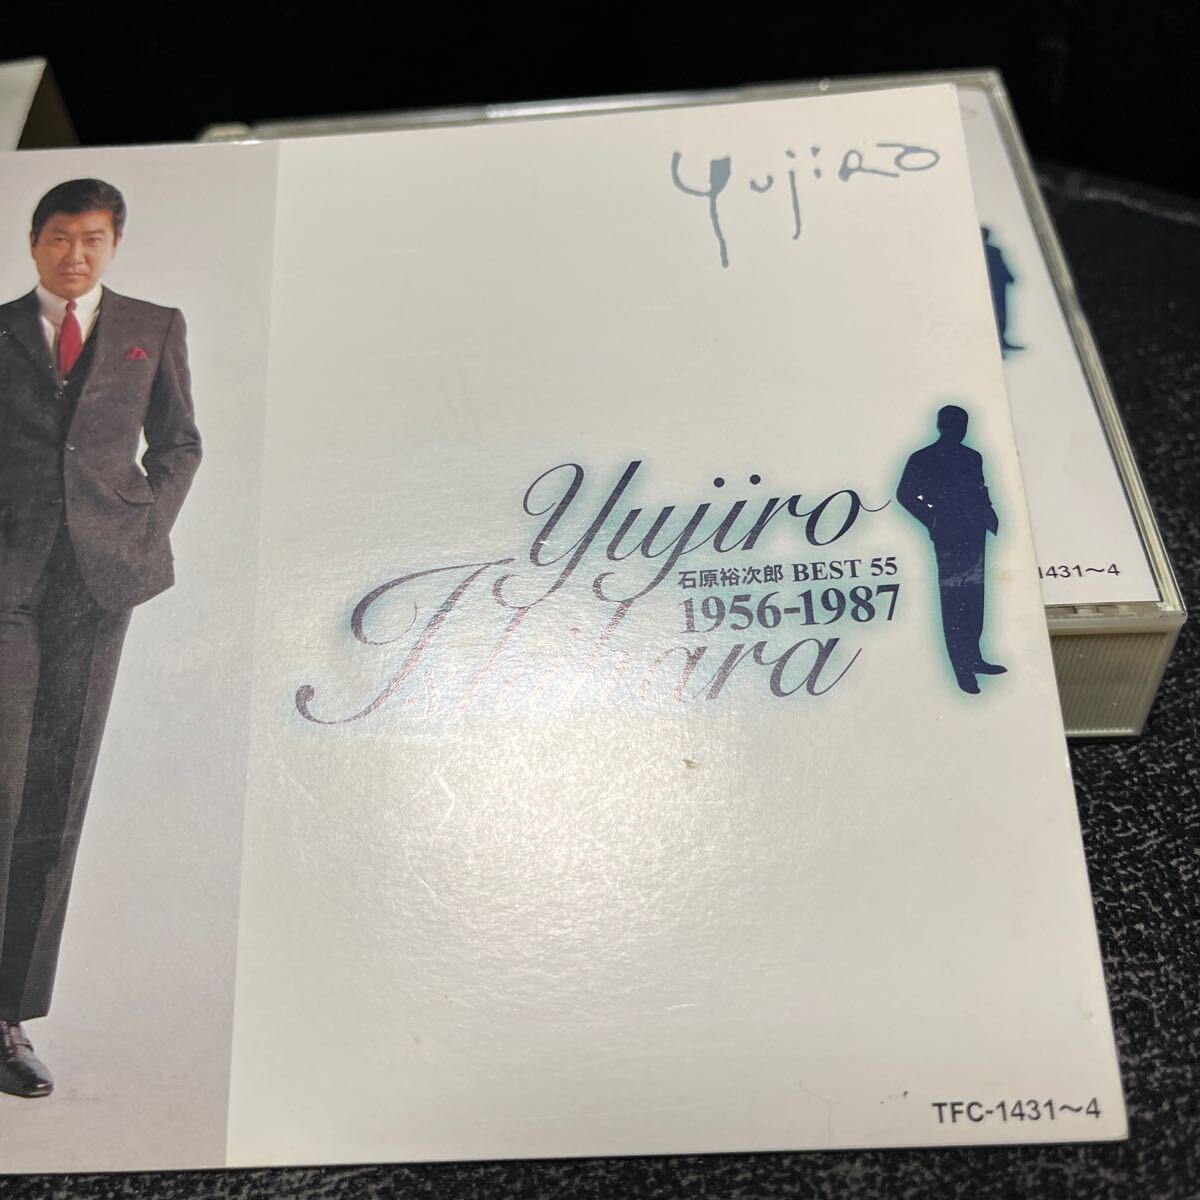 Yujiro
Yujiro
石原裕次郎 BEST 55
1956-1987
Ishihara
1431～4
TFC-1431～4